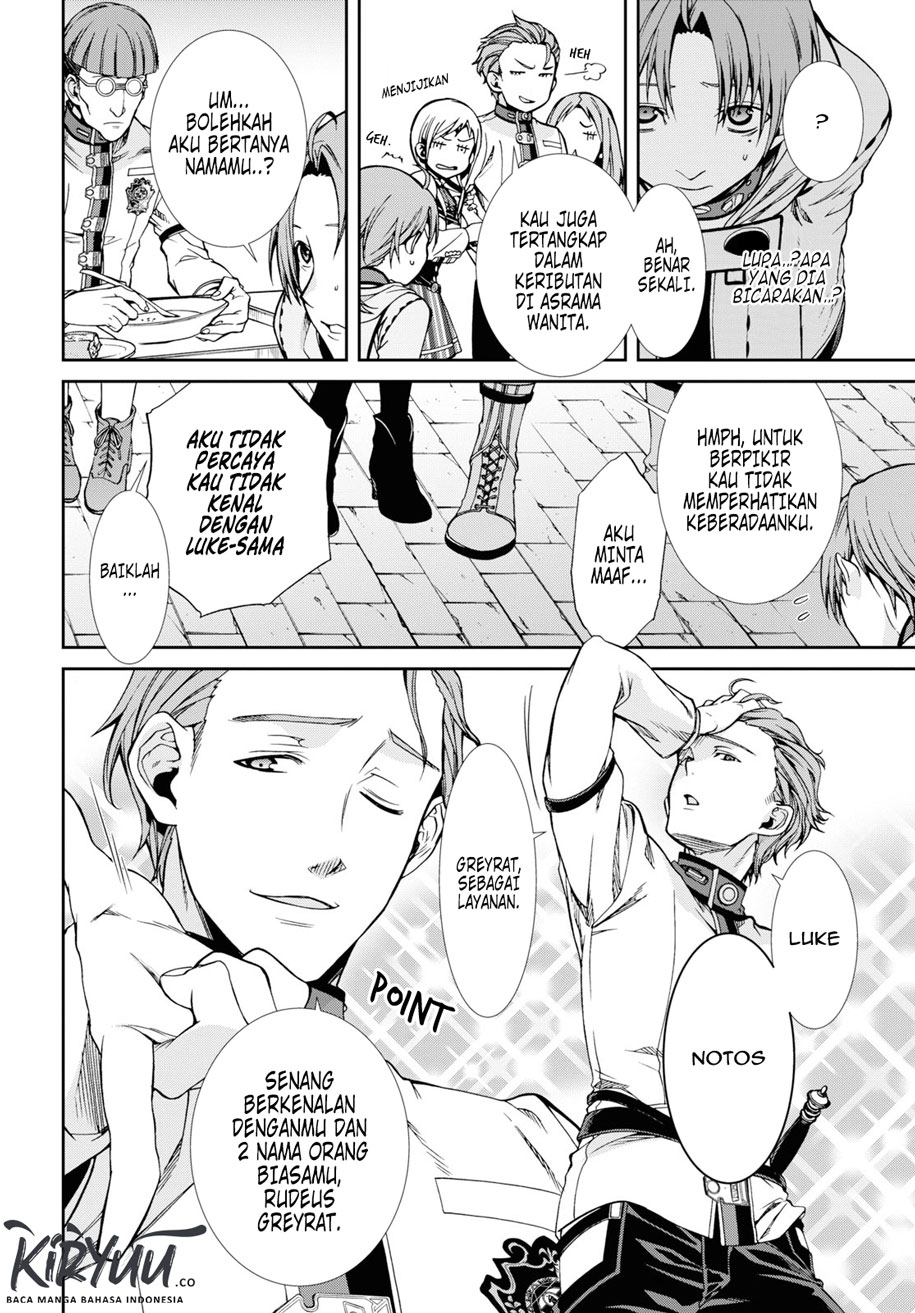 ?
LUPA...?APA
YANG DIA
BICARAKAN..?
AH,
BENAR
SEKALI.
KAU JUGA
TERTANGKAP
DALAM
KERIBUTAN
DI ASRAMA
WANITA.
HEH
MENJIJIKAN
GEH.
UM...
BOLEHKAH
AKU BERTANYA
NAMAMU..?
HMPH, UNTUK
BERPIKIR
KAU TIDAK
MEMPERHATIKAN
KEBERADAANKU.
AKU
MINTA
MAAF...
AKU TIDAK
PERCAYA
KAU TIDAK
KENAL
DENGAN
LUKE-SAMA
BAIKLAH
...
LUKE
NOTOS
GREYRAT,
SEBAGAI
LAYANAN.
POINT
SENANG
BERKENALAN
DENGANMU DAN
2 NAMA ORANG
BIASAMU,
RUDEUS
GREYRAT.
KIRYUU.CO
BACA MANGA BAHASA INDONESIA